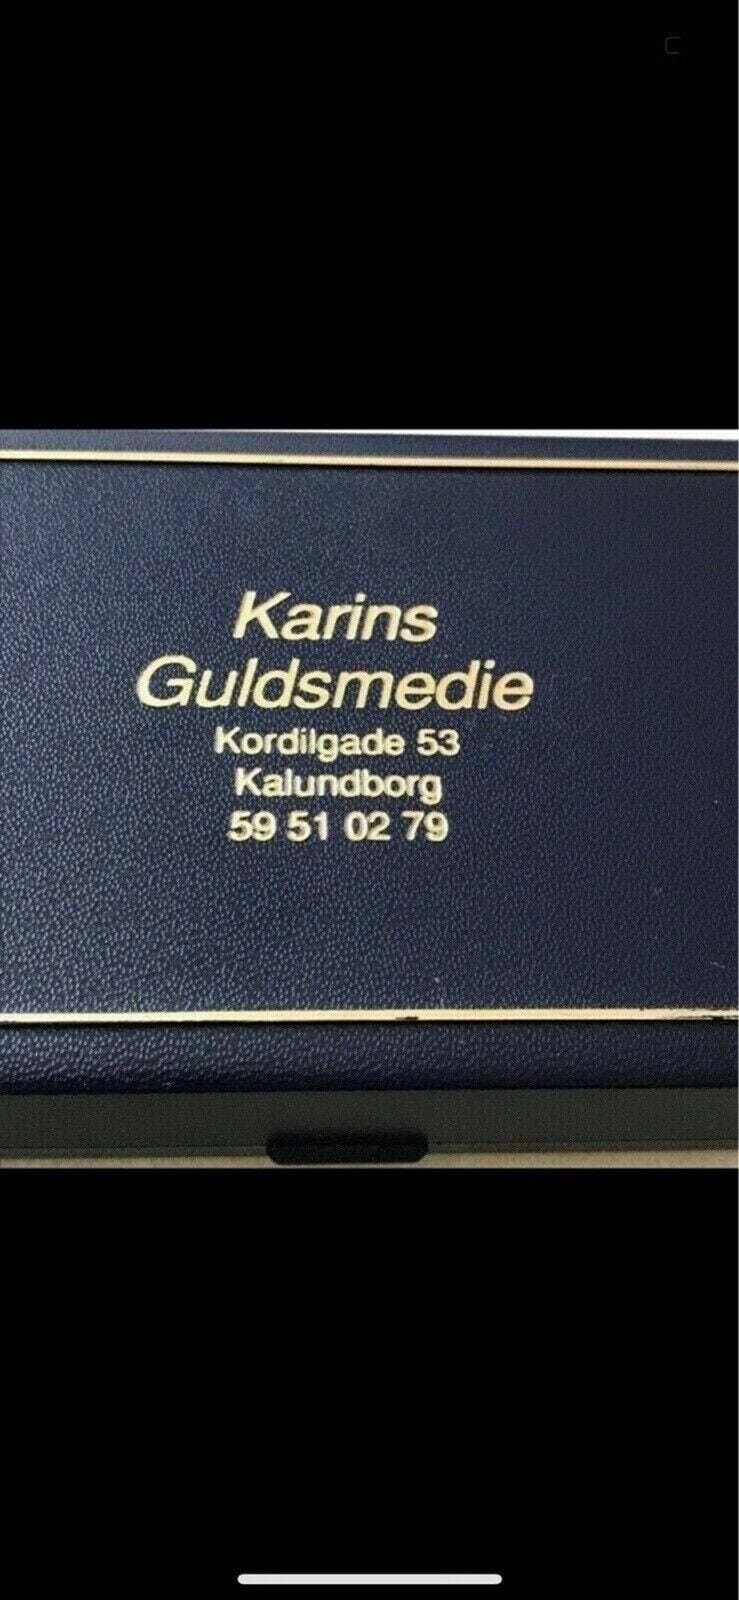 Karins
Guldsmedie
Kordilgade 53
Kalundborg
59 51 02 79